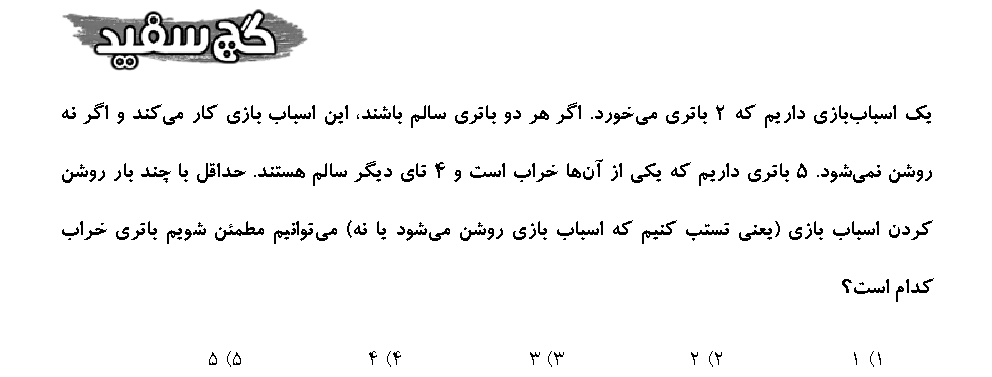 گچ سفید
یک اسباب‌بازی داریم که ۲ باتری می‌خورد. اگر هر دو باتری سالم باشند، این اسباب بازی کار می‌کند و اگر نه
روشن نمی‌شود. ۵ باتری داریم که یکی از آن‌ها خراب است و ۴ تای دیگر سالم هستند. حداقل با چند بار روشن
کردن اسباب بازی (یعنی تستب کنیم که اسباب بازی روشن می‌شود یا نه) می‌توانیم مطمئن شویم باتری خراب
کدام است؟
۱) ۱ ۲) ۲ ۳) ۳ ۴) ۴ ۵) ۵